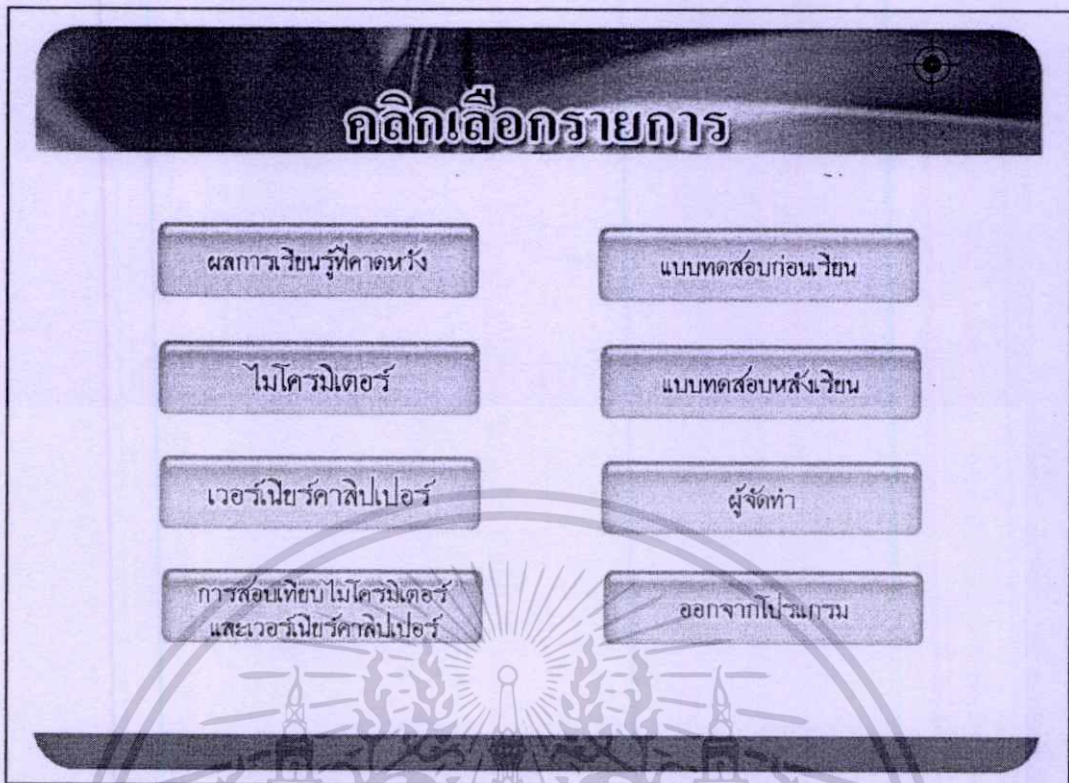 คลิกเลือกรายการ
ผลการเรียนรู้ที่คาดหวัง
แบบทดสอบก่อนเรียน
ไมโครมิเตอร์
แบบทดสอบหลังเรียน
เวอร์เนียร์คาลิปเปอร์
ผู้จัดทำ
การสอบเทียบไมโครมิเตอร์
และเวอร์เนียร์คาลิปเปอร์
ออกจากโปรแกรม